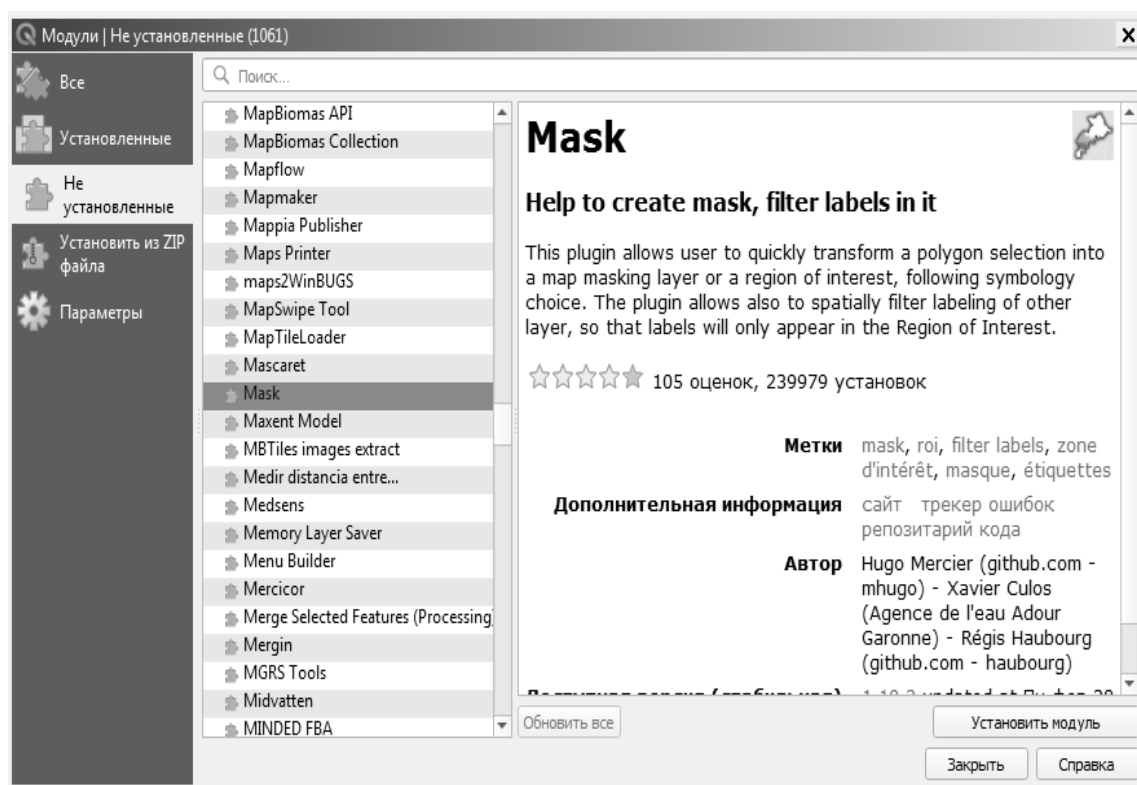 Модули | Не установленные (1061)
Все
Установленные
Не
установленные
Установить из ZIP
файла
Параметры
Поиск...
MapBiomas API
MapBiomas Collection
Mapflow
Mapmaker
Mappia Publisher
Maps Printer
maps2WinBUGS
MapSwipe Tool
MapTileLoader
Mascaret
Mask
Maxent Model
MBTiles images extract
Medir distancia entre...
Medsens
Memory Layer Saver
Menu Builder
Mercicor
Merge Selected Features (Processing)
Mergin
MGRS Tools
Midvatten
MINDED FBA
Mask
Help to create mask, filter labels in it
This plugin allows user to quickly transform a polygon selection into
a map masking layer or a region of interest, following symbology
choice. The plugin allows also to spatially filter labeling of other
layer, so that labels will only appear in the Region of Interest.
105 оценок, 239979 установок
Метки mask, roi, filter labels, zone
d'intérêt, masque, étiquettes
Дополнительная информация сайт трекер ошибок
репозитарий кода
Автор Hugo Mercier (github.com -
mhugo) - Xavier Culos
(Agence de l'eau Adour
Garonne) - Régis Haubourg
(github.com - haubourg)
Обновить все
Установить модуль
Закрыть
Справка